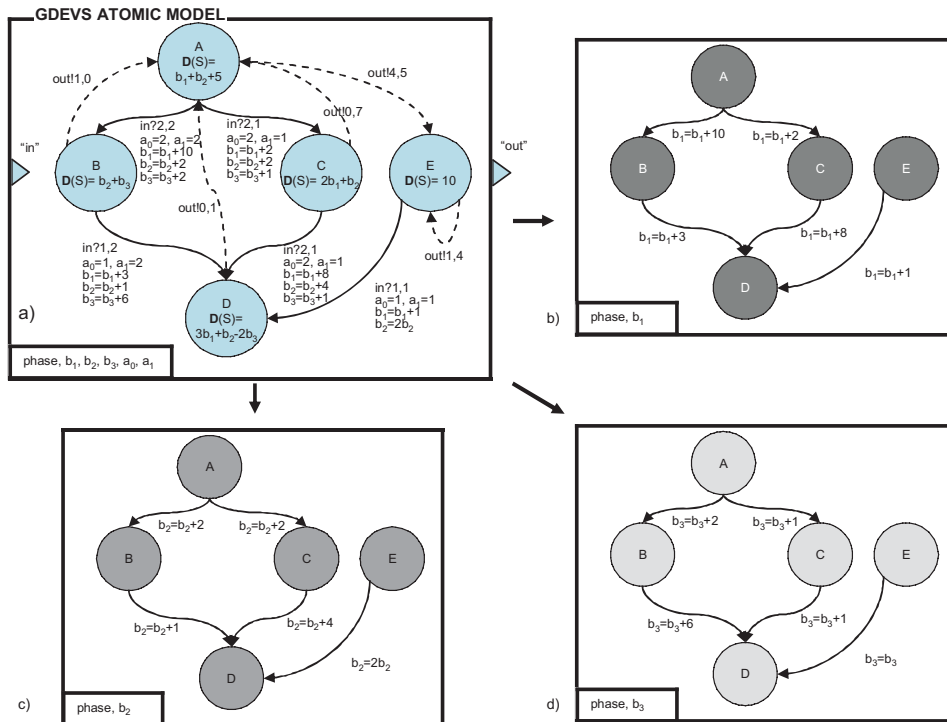 GDEVS ATOMIC MODEL
A
D(S)=
b₁+b₂+5
out!1,0
out!4,5
out!0,7
in?2,2
a₀=2, a₁=2
b₁=b₁+10
b₂=b₂+2
b₃=b₃+2
in?2,1
a₀=2, a₁=1
b₁=b₁+2
b₂=b₂+2
b₃=b₃+1
"in"
B
D(S)= b₂+b₃
C
D(S)= 2b₁+b₂
E
D(S)= 10
"out"
out!0,1
out!1,4
in?1,2
a₀=1, a₁=2
b₁=b₁+3
b₂=b₂+1
b₃=b₃+6
in?2,1
a₀=2, a₁=1
b₁=b₁+8
b₂=b₂+4
b₃=b₃+1
in?1,1
a₀=1, a₁=1
b₁=b₁+1
b₂=2b₂
D
D(S)=
3b₁+b₂-2b₃
a)
phase, b₁, b₂, b₃, a₀, a₁
A
b₁=b₁+10
b₁=b₁+2
B
C
E
b₁=b₁+3
b₁=b₁+8
b₁=b₁+1
D
b)
phase, b₁
A
b₂=b₂+2
b₂=b₂+2
B
C
E
b₂=b₂+1
b₂=b₂+4
b₂=2b₂
D
c)
phase, b₂
A
b₃=b₃+2
b₃=b₃+1
B
C
E
b₃=b₃+6
b₃=b₃+1
b₃=b₃
D
d)
phase, b₃